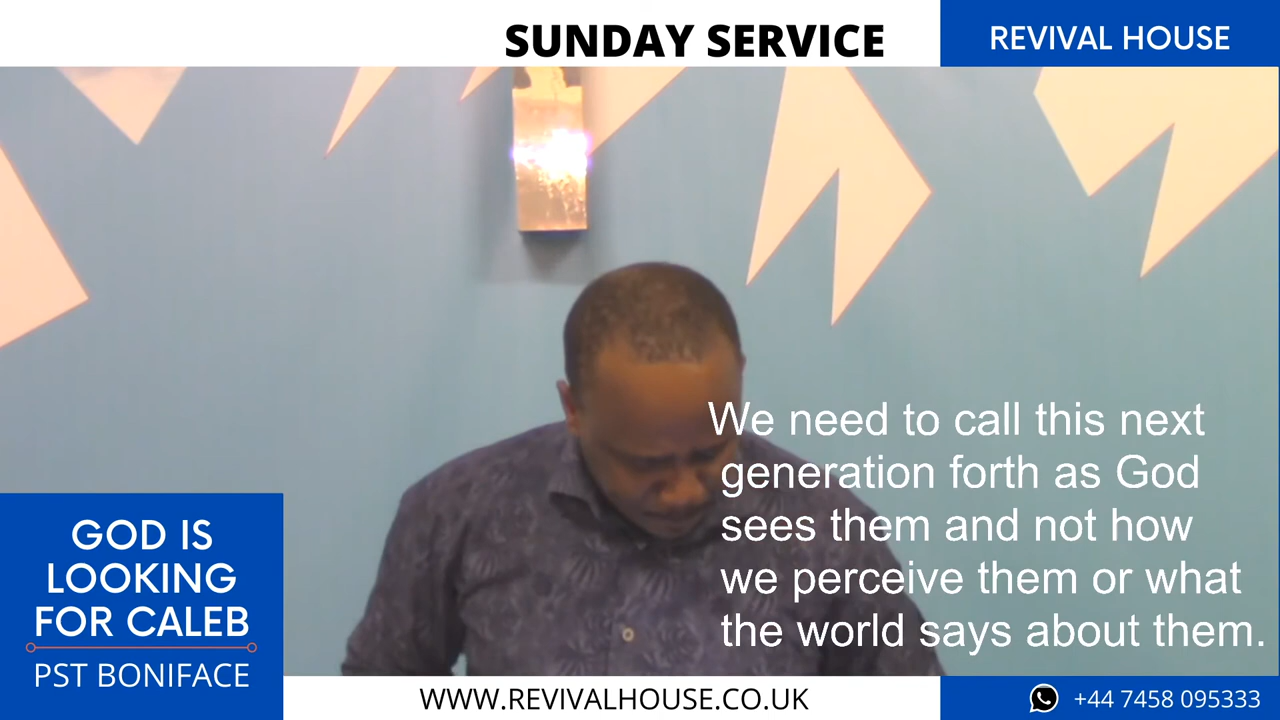 SUNDAY SERVICE
REVIVAL HOUSE
We need to call this next
generation forth as God
sees them and not how
we perceive them or what
the world says about them.
GOD IS
LOOKING
FOR CALEB
PST BONIFACE
WWW.REVIVALHOUSE.CO.UK
+44 7458 095333